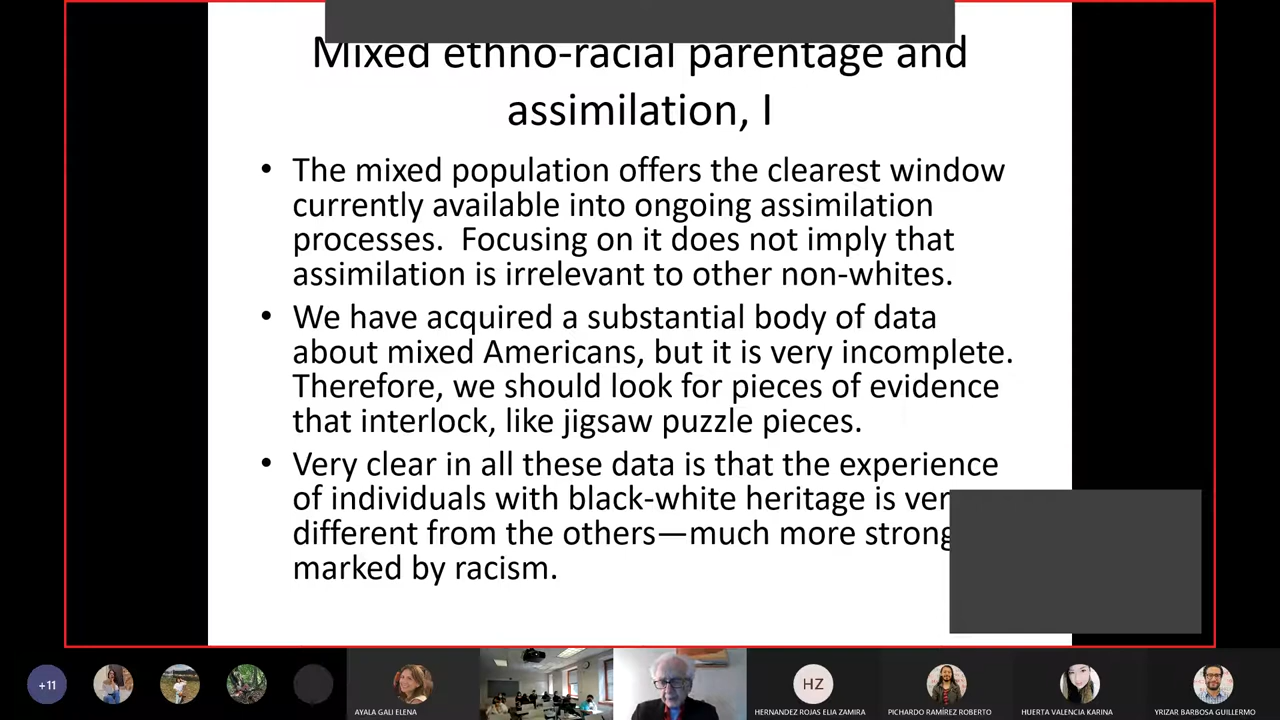 Mixed ethno-racial parentage and
assimilation, I
• The mixed population offers the clearest window
currently available into ongoing assimilation
processes.  Focusing on it does not imply that
assimilation is irrelevant to other non-whites.
• We have acquired a substantial body of data
about mixed Americans, but it is very incomplete.
Therefore, we should look for pieces of evidence
that interlock, like jigsaw puzzle pieces.
• Very clear in all these data is that the experience
of individuals with black-white heritage is
different from the others—much more
marked by racism.
+11
AYALA GALI ELENA
HZ
HERNANDEZ ROJAS ELIA ZAMIRA
PICHARDO RAMÍREZ ROBERTO
HUERTA VALENCIA KARINA
YRIZAR BARBOSA GUILLERMO